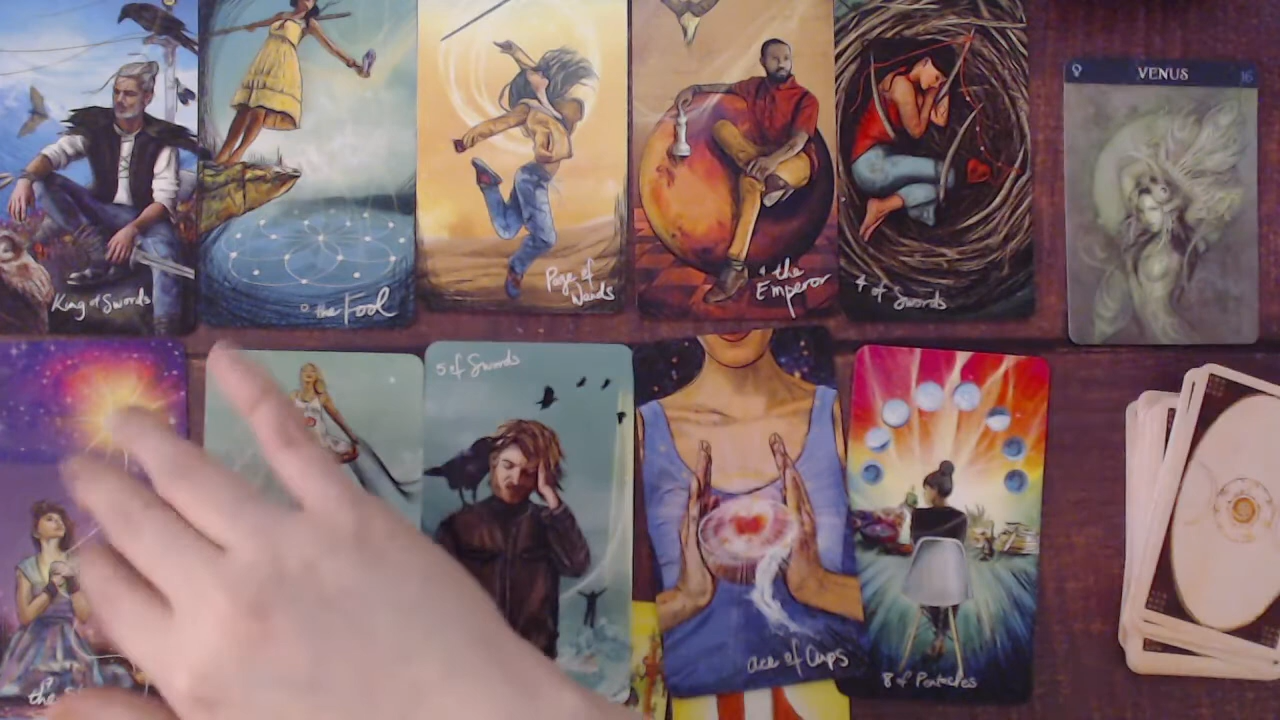 King of Swords
0 the Fool
Page of
Wands
4 the
Emperor
4 of Swords
VENUS
16
the
5 of Swords
ace of Cups
8 of Pentacles